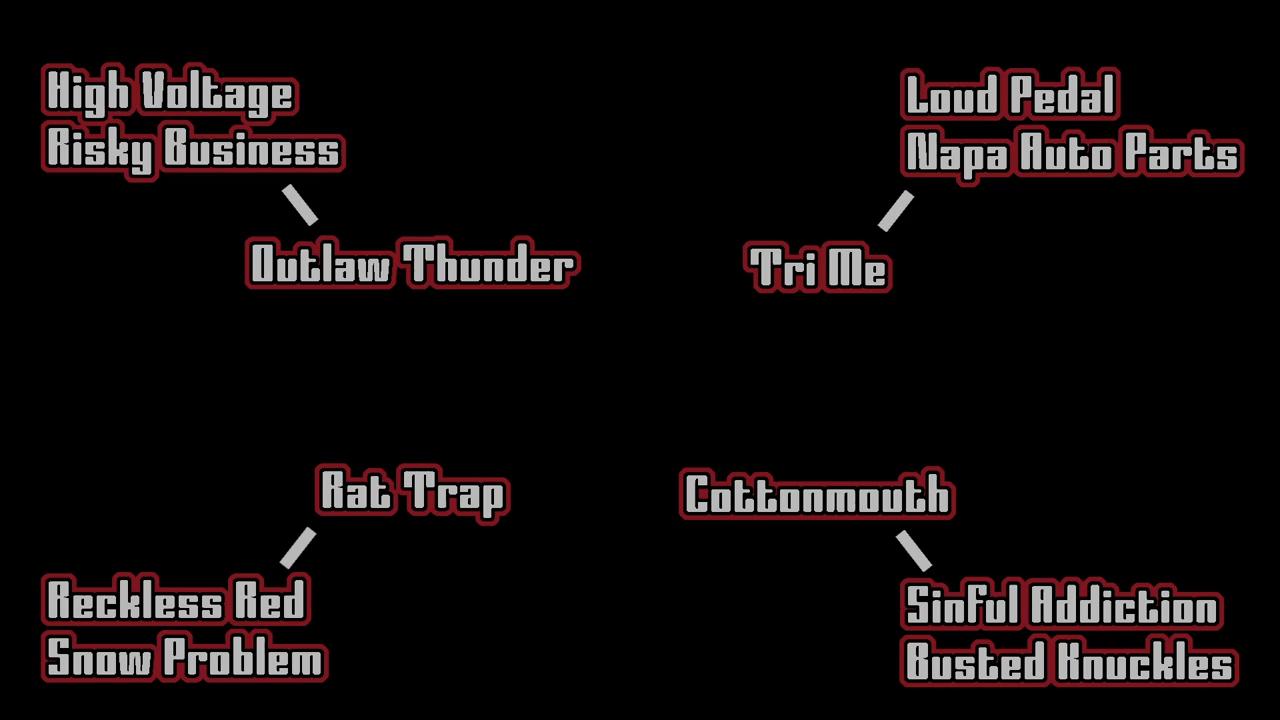 High Voltage
Risky Business
Outlaw Thunder
Loud Pedal
Napa Auto Parts
Tri Me
Rat Trap
Reckless Red
Snow Problem
Cottonmouth
Sinful Addiction
Busted Knuckles